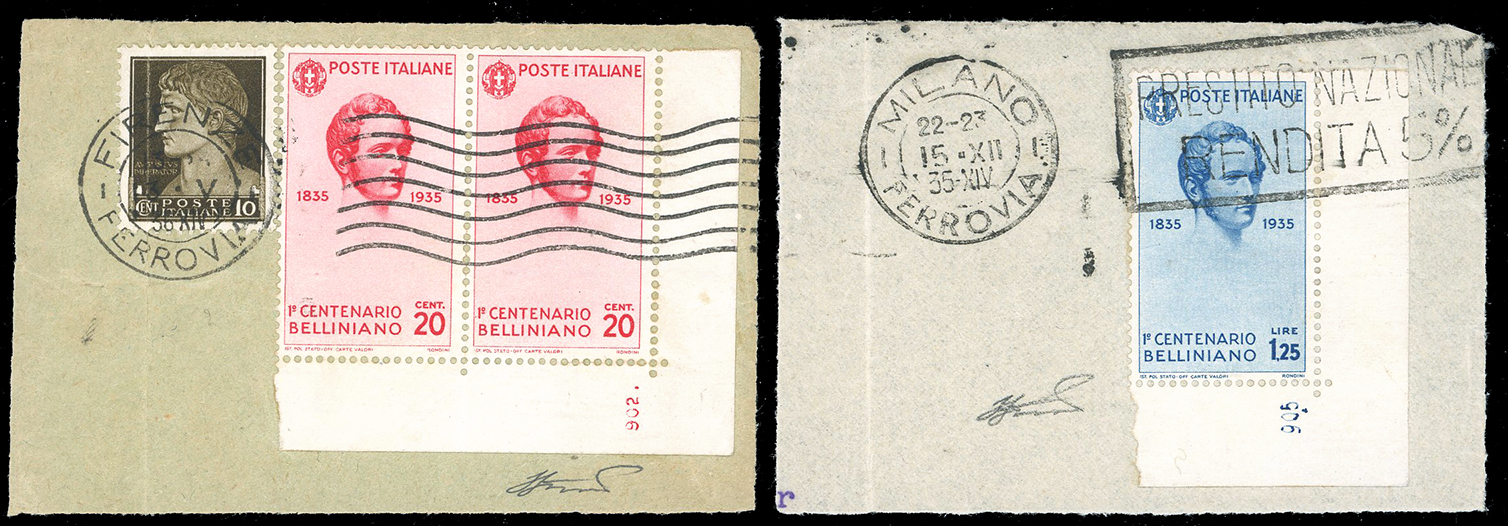 FIRENZE
AVGVSTVS
IMPERATOR
CENT POSTE ITALIANE 10
XIV
FERROVIA
POSTE ITALIANE
1835 1935
1° CENTENARIO BELLINIANO
CENT. 20
IST. POL. STATO-OFF. CARTE VALORI RONDINI
POSTE ITALIANE
1835 1935
1° CENTENARIO BELLINIANO
CENT. 20
IST. POL. STATO-OFF. CARTE VALORI RONDINI
902.
MILANO
22-23
15·XII
35·XIV
FERROVIA
PRESTITO NAZIONALE
RENDITA 5%
POSTE ITALIANE
1835 1935
1° CENTENARIO BELLINIANO
LIRE 1,25
IST. POL. STATO-OFF. CARTE VALORI RONDINI
905
r